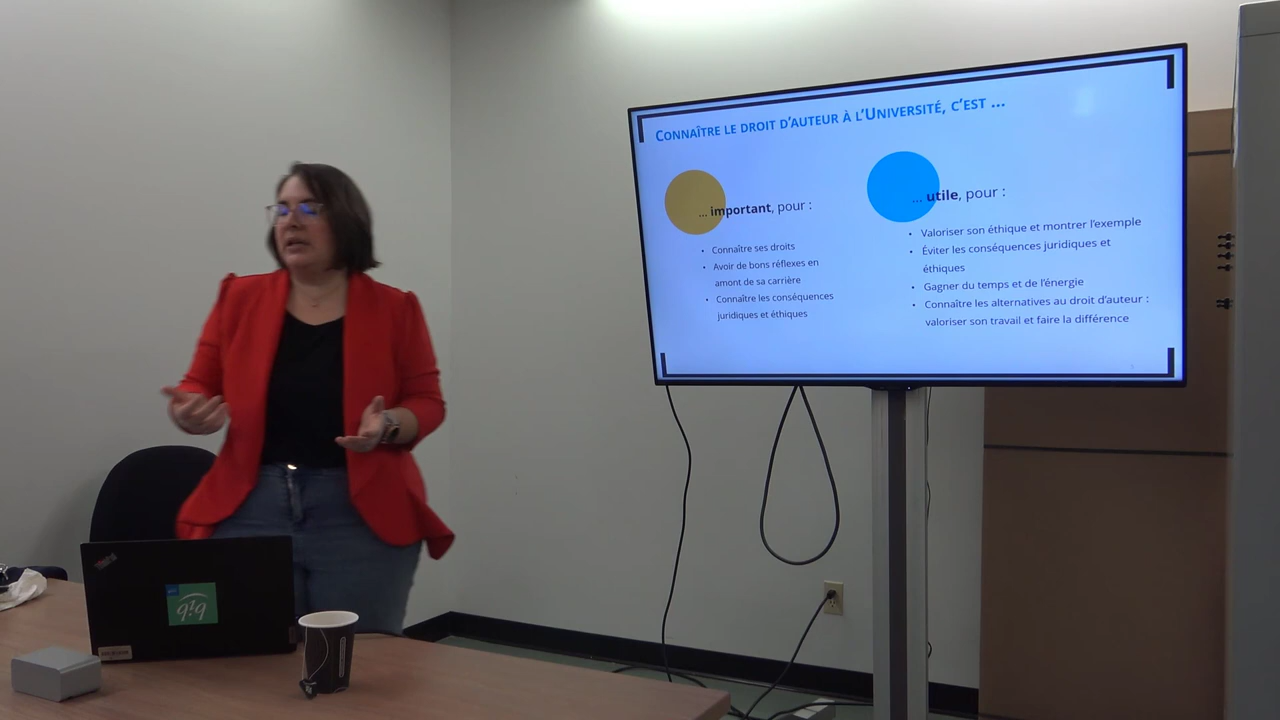 CONNAÎTRE LE DROIT D'AUTEUR À L'UNIVERSITÉ, C'EST ...
... important, pour :
• Connaître ses droits
• Avoir de bons réflexes en
amont de sa carrière
• Connaître les conséquences
juridiques et éthiques
... utile, pour :
• Valoriser son éthique et montrer l'exemple
• Éviter les conséquences juridiques et
éthiques
• Gagner du temps et de l'énergie
• Connaître les alternatives au droit d'auteur :
valoriser son travail et faire la différence
bib